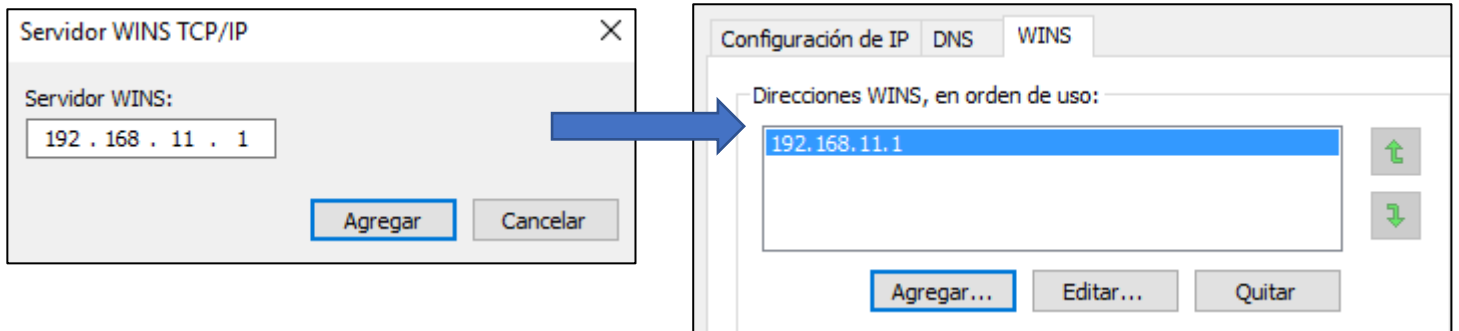 Servidor WINS TCP/IP
Servidor WINS:
192 . 168 . 11 . 1
Agregar
Cancelar
Configuración de IP
DNS
WINS
Direcciones WINS, en orden de uso:
192.168.11.1
Agregar...
Editar...
Quitar